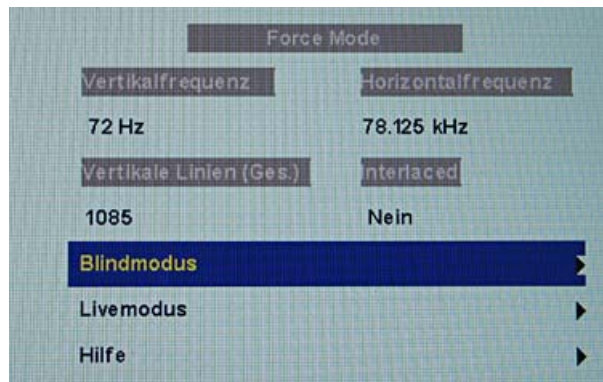 Force Mode
Vertikalfrequenz Horizontalfrequenz
72 Hz 78.125 kHz
Vertikale Linien (Ges.) Interlaced
1085 Nein
Blindmodus
Livemodus
Hilfe